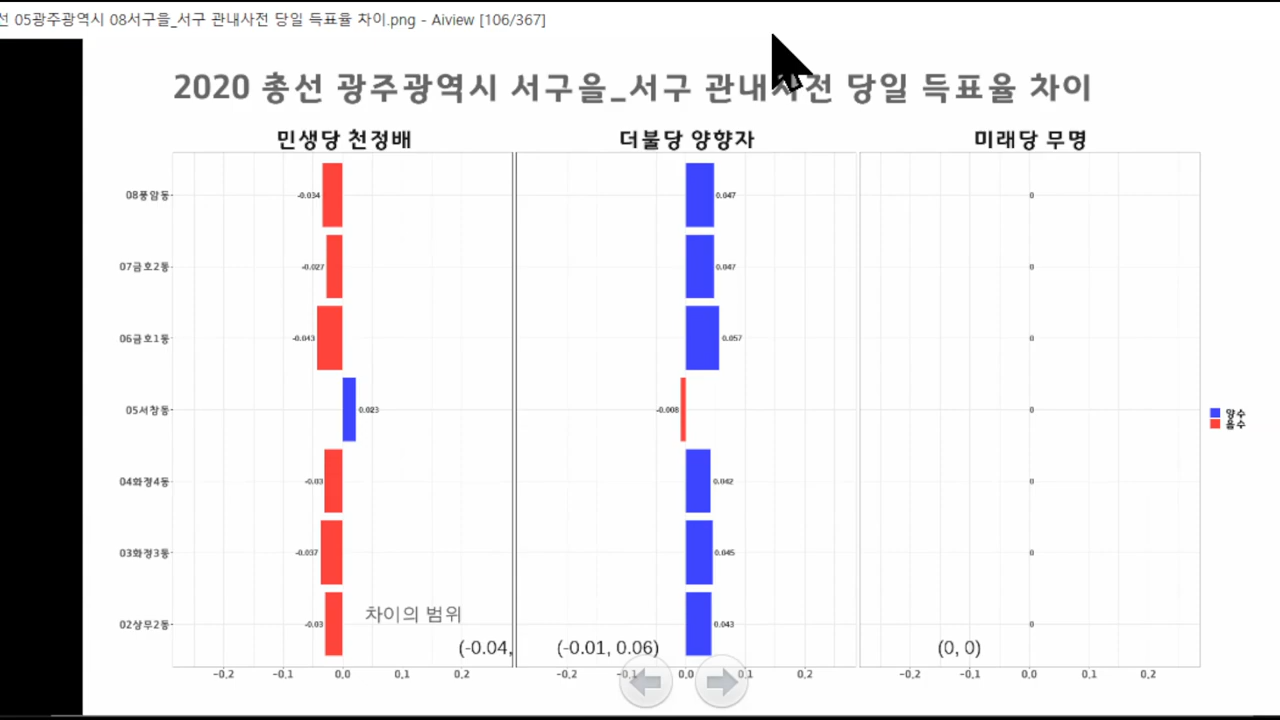 선 05광주광역시 08서구을_서구 관내사전 당일 득표율 차이.png - Aiview [106/367]
2020 총선 광주광역시 서구을_서구 관내사전 당일 득표율 차이
민생당 천정배 더불당 양향자 미래당 무명
08풍암동 -0.034 0.047 0
07금호2동 -0.027 0.047 0
06금호1동 -0.043 0.057 0
05서창동 0.023 -0.008 0
양수
음수
04화정4동 -0.03 0.042 0
03화정3동 -0.037 0.045 0
차이의 범위
02상무2동 -0.03 0.043 0
(-0.04, (-0.01, 0.06) (0, 0)
-0.2 -0.1 0.0 0.1 0.2 -0.2 -0.1 0.0 0.1 0.2 -0.2 -0.1 0.0 0.1 0.2